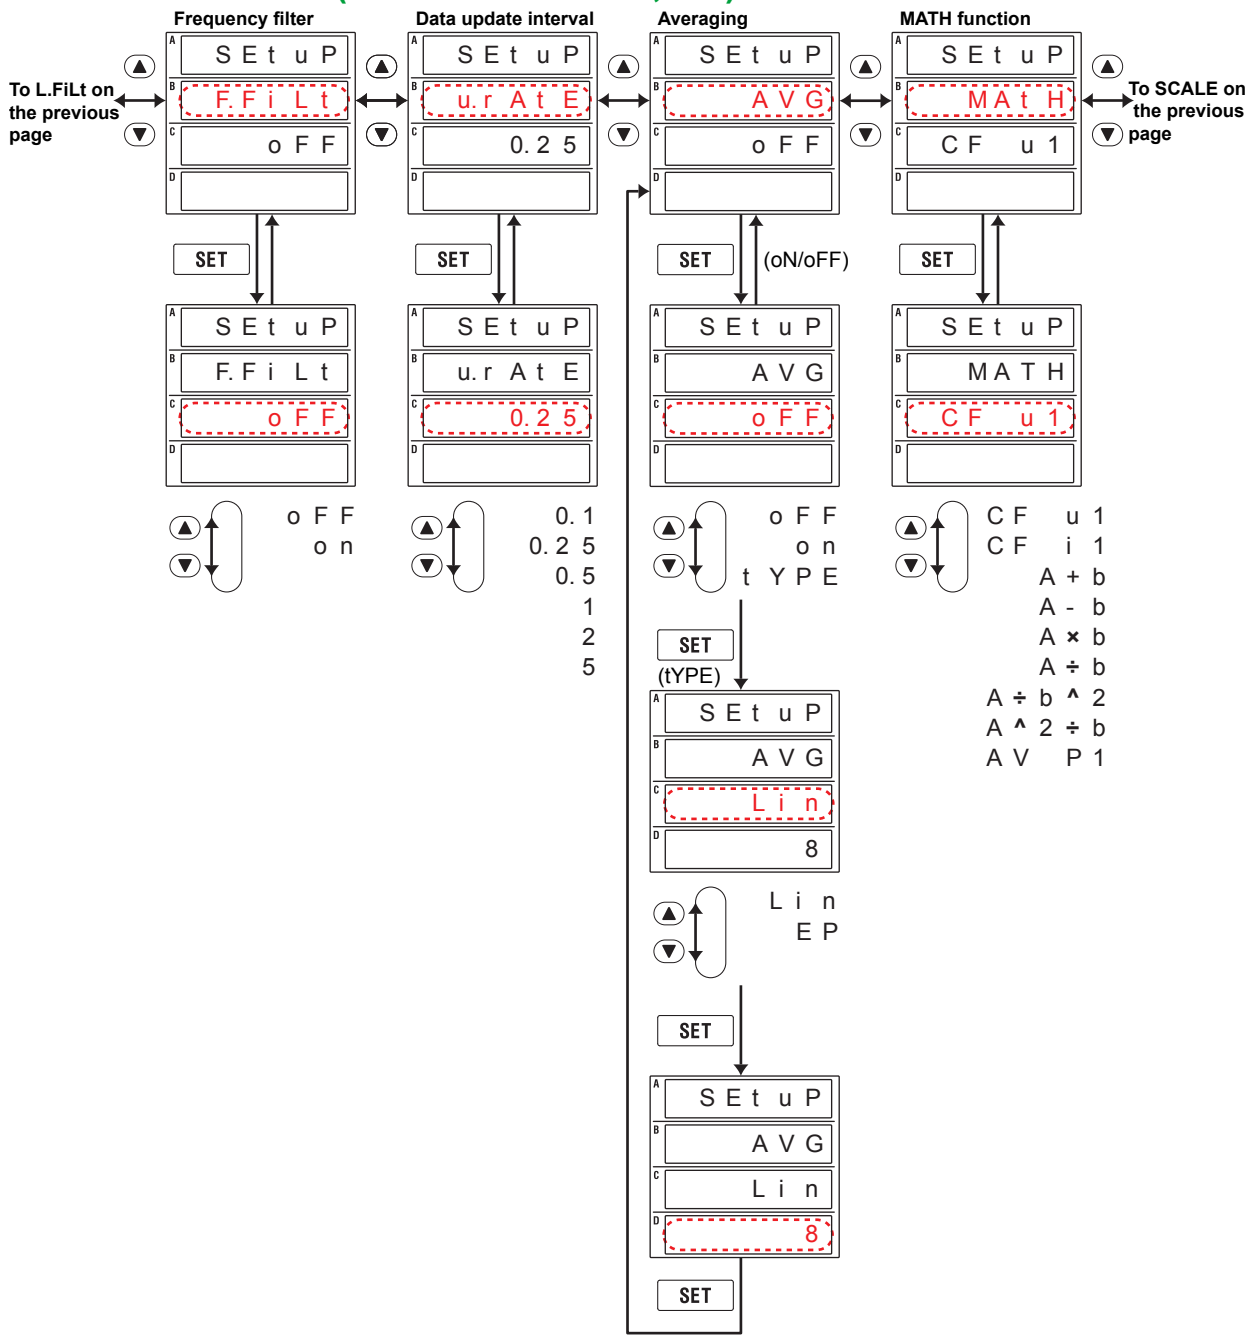 Frequency filter
Data update interval
Averaging
MATH function
To L.FiLt on
the previous
page
A SEtuP
B F.FiLt
C oFF
D
A SEtuP
B u.rAtE
C 0.25
D
A SEtuP
B AVG
C oFF
D
A SEtuP
B MAtH
C CF u1
D
To SCALE on
the previous
page
SET
SET
SET
(oN/oFF)
SET
A SEtuP
B F.FiLt
C oFF
D
A SEtuP
B u.rAtE
C 0.25
D
A SEtuP
B AVG
C oFF
D
A SEtuP
B MATH
C CF u1
D
oFF
on
0.1
0.25
0.5
1
2
5
oFF
on
tYPE
CF u1
CF i1
A+b
A-b
A×b
A÷b
A÷b^2
A^2÷b
AV P1
SET
(tYPE)
A SEtuP
B AVG
C Lin
D 8
Lin
EP
SET
A SEtuP
B AVG
C Lin
D 8
SET